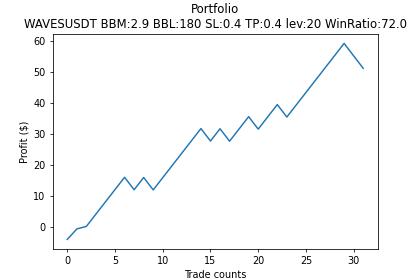 Portfolio
WAVESUSDT BBM:2.9 BBL:180 SL:0.4 TP:0.4 lev:20 WinRatio:72.0
60
50
40
30
20
10
0
Profit ($)
0 5 10 15 20 25 30
Trade counts